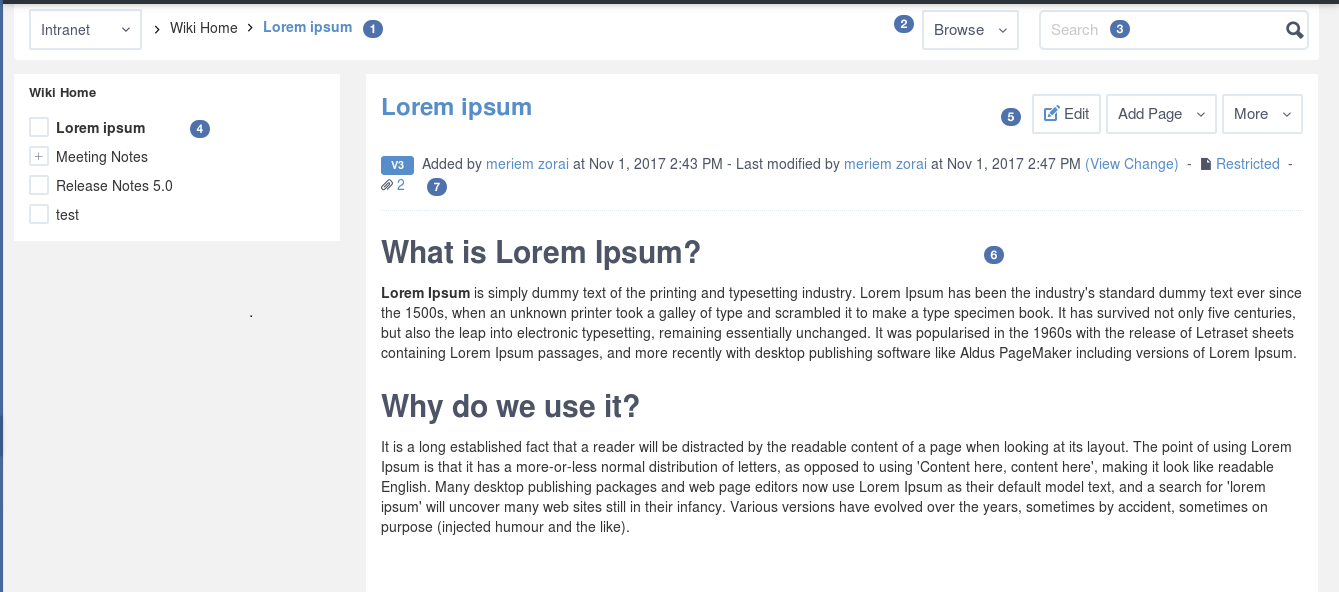 Intranet > Wiki Home > Lorem ipsum 1 2 Browse Search 3
Wiki Home
Lorem ipsum 4
+ Meeting Notes
Release Notes 5.0
test
Lorem ipsum 5 Edit Add Page More
V3 Added by meriem zorai at Nov 1, 2017 2:43 PM - Last modified by meriem zorai at Nov 1, 2017 2:47 PM (View Change) - Restricted -
2 7
What is Lorem Ipsum? 6
Lorem Ipsum is simply dummy text of the printing and typesetting industry. Lorem Ipsum has been the industry's standard dummy text ever since
the 1500s, when an unknown printer took a galley of type and scrambled it to make a type specimen book. It has survived not only five centuries,
but also the leap into electronic typesetting, remaining essentially unchanged. It was popularised in the 1960s with the release of Letraset sheets
containing Lorem Ipsum passages, and more recently with desktop publishing software like Aldus PageMaker including versions of Lorem Ipsum.
Why do we use it?
It is a long established fact that a reader will be distracted by the readable content of a page when looking at its layout. The point of using Lorem
Ipsum is that it has a more-or-less normal distribution of letters, as opposed to using 'Content here, content here', making it look like readable
English. Many desktop publishing packages and web page editors now use Lorem Ipsum as their default model text, and a search for 'lorem
ipsum' will uncover many web sites still in their infancy. Various versions have evolved over the years, sometimes by accident, sometimes on
purpose (injected humour and the like).